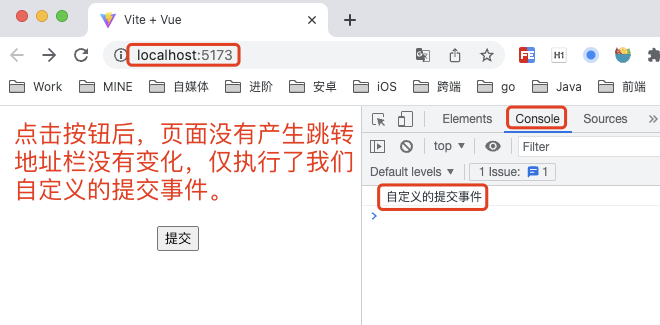 Vite + Vue
localhost:5173
Work MINE 自媒体 进阶 安卓 iOS 跨端 go Java 前端
点击按钮后，页面没有产生跳转
地址栏没有变化，仅执行了我们
自定义的提交事件。
提交
Elements Console Sources
top Filter
Default levels 1 Issue: 1
自定义的提交事件